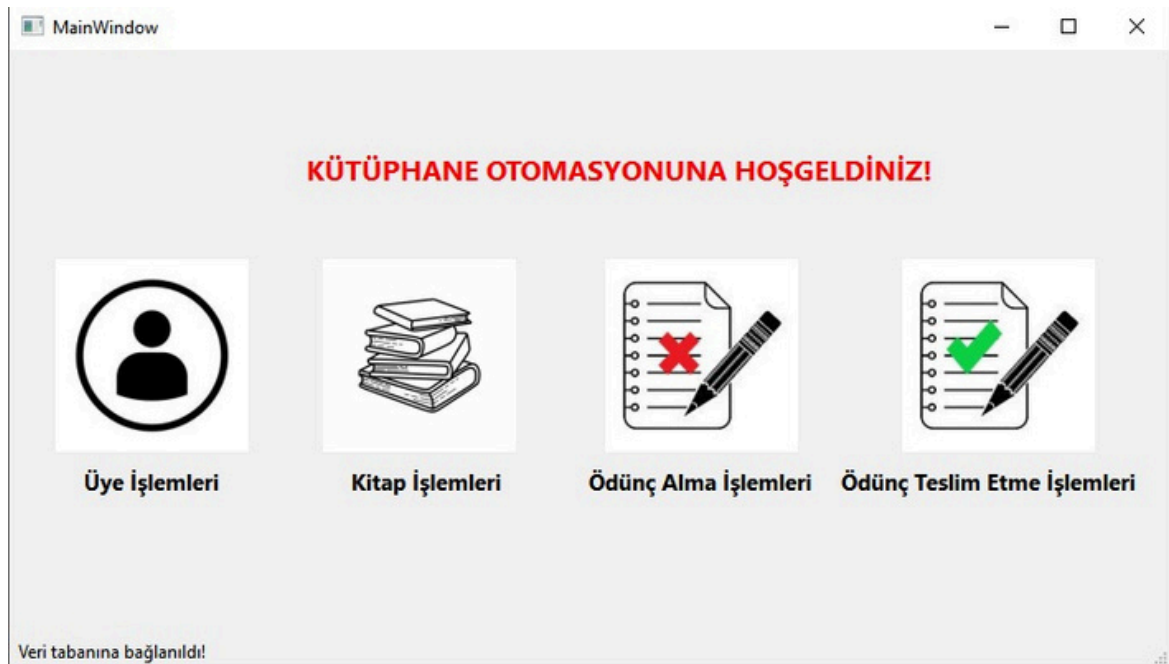 MainWindow
KÜTÜPHANE OTOMASYONUNA HOŞGELDİNİZ!
Üye İşlemleri
Kitap İşlemleri
Ödünç Alma İşlemleri
Ödünç Teslim Etme İşlemleri
Veri tabanına bağlanıldı!